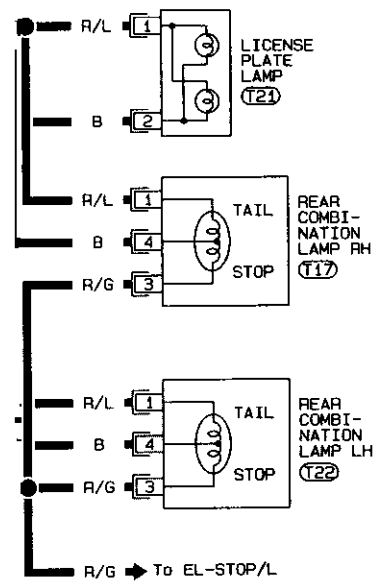 R/L 1
LICENSE
PLATE
LAMP
T21
B 2
R/L 1
TAIL
REAR
COMBI-
NATION
LAMP RH
T17
B 4
R/G 3
STOP
R/L 1
TAIL
REAR
COMBI-
NATION
LAMP LH
T22
B 4
R/G 3
STOP
R/G To EL-STOP/L